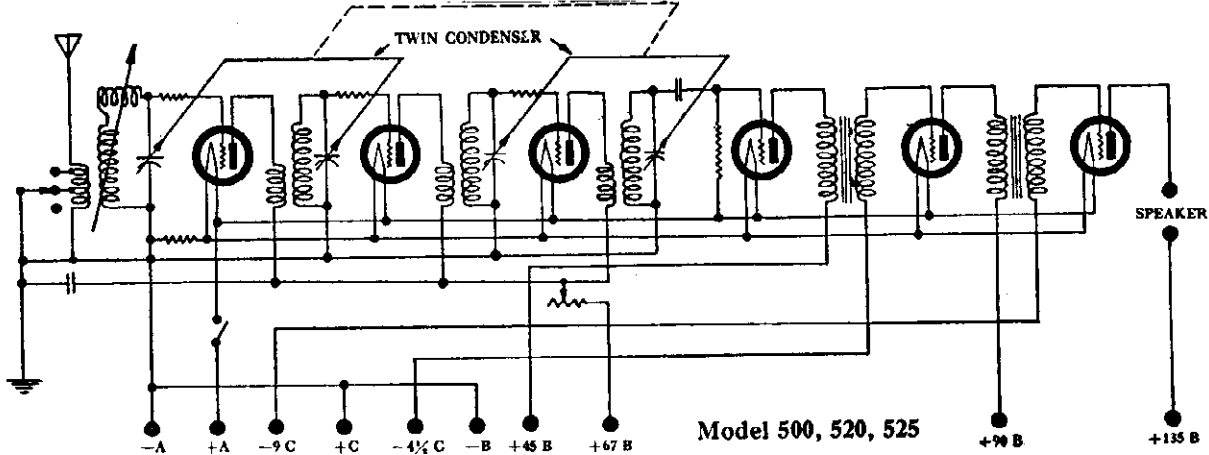 TWIN CONDENSER
SPEAKER
Model 500, 520, 525
−A +A −9 C +C −4½ C −B +45 B +67 B +90 B +135 B